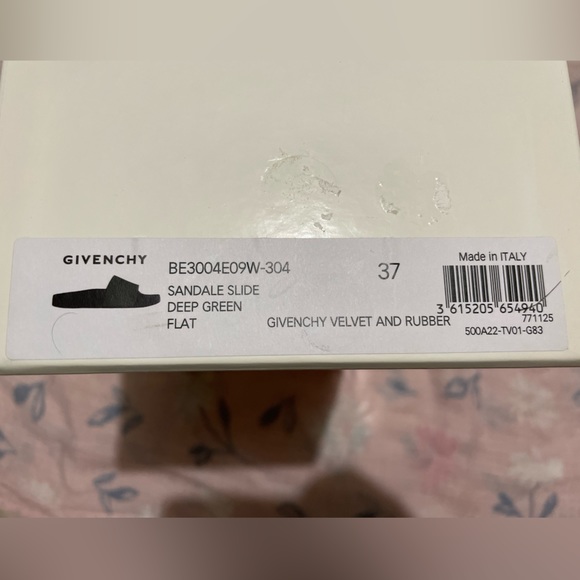 GIVENCHY
BE3004E09W-304
37
Made in ITALY
SANDALE SLIDE
DEEP GREEN
FLAT
GIVENCHY VELVET AND RUBBER
3 615205 654940
771125
500A22-TV01-G83